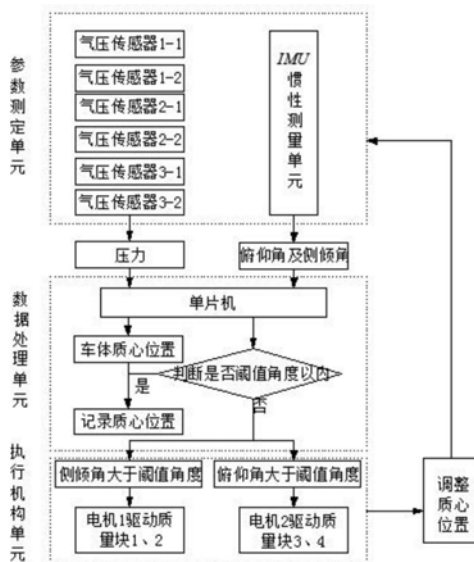 参数测定单元
气压传感器1-1
气压传感器1-2
气压传感器2-1
气压传感器2-2
气压传感器3-1
气压传感器3-2
IMU
惯性测量单元
压力
俯仰角及侧倾角
数据处理单元
单片机
车体质心位置
判断是否阈值角度以内
是
否
记录质心位置
执行机构单元
侧倾角大于阈值角度
俯仰角大于阈值角度
电机1驱动质
量块1、2
电机2驱动质
量块3、4
调整
质心
位置